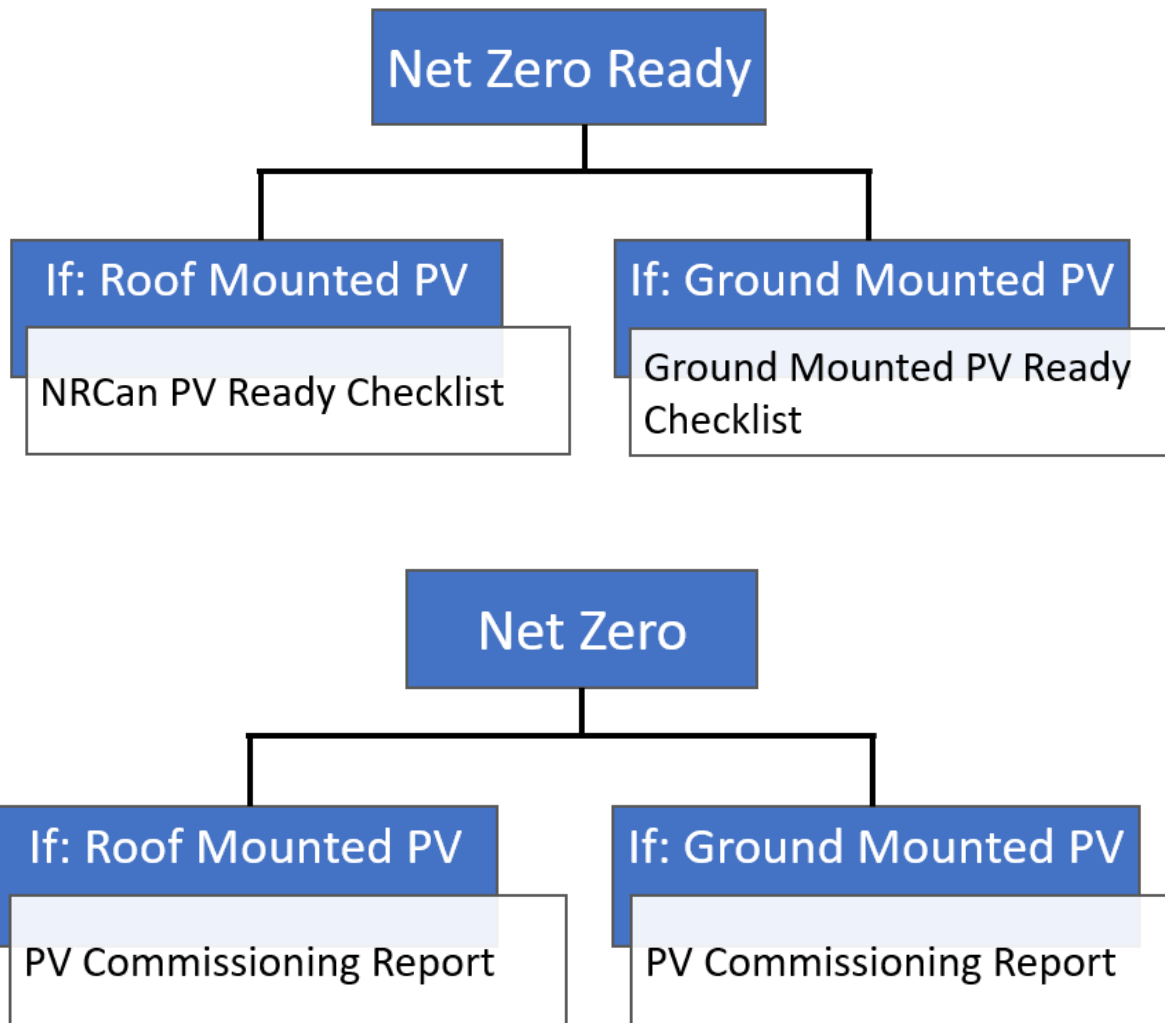 Net Zero Ready
If: Roof Mounted PV
If: Ground Mounted PV
NRCan PV Ready Checklist
Ground Mounted PV Ready
Checklist
Net Zero
If: Roof Mounted PV
If: Ground Mounted PV
PV Commissioning Report
PV Commissioning Report